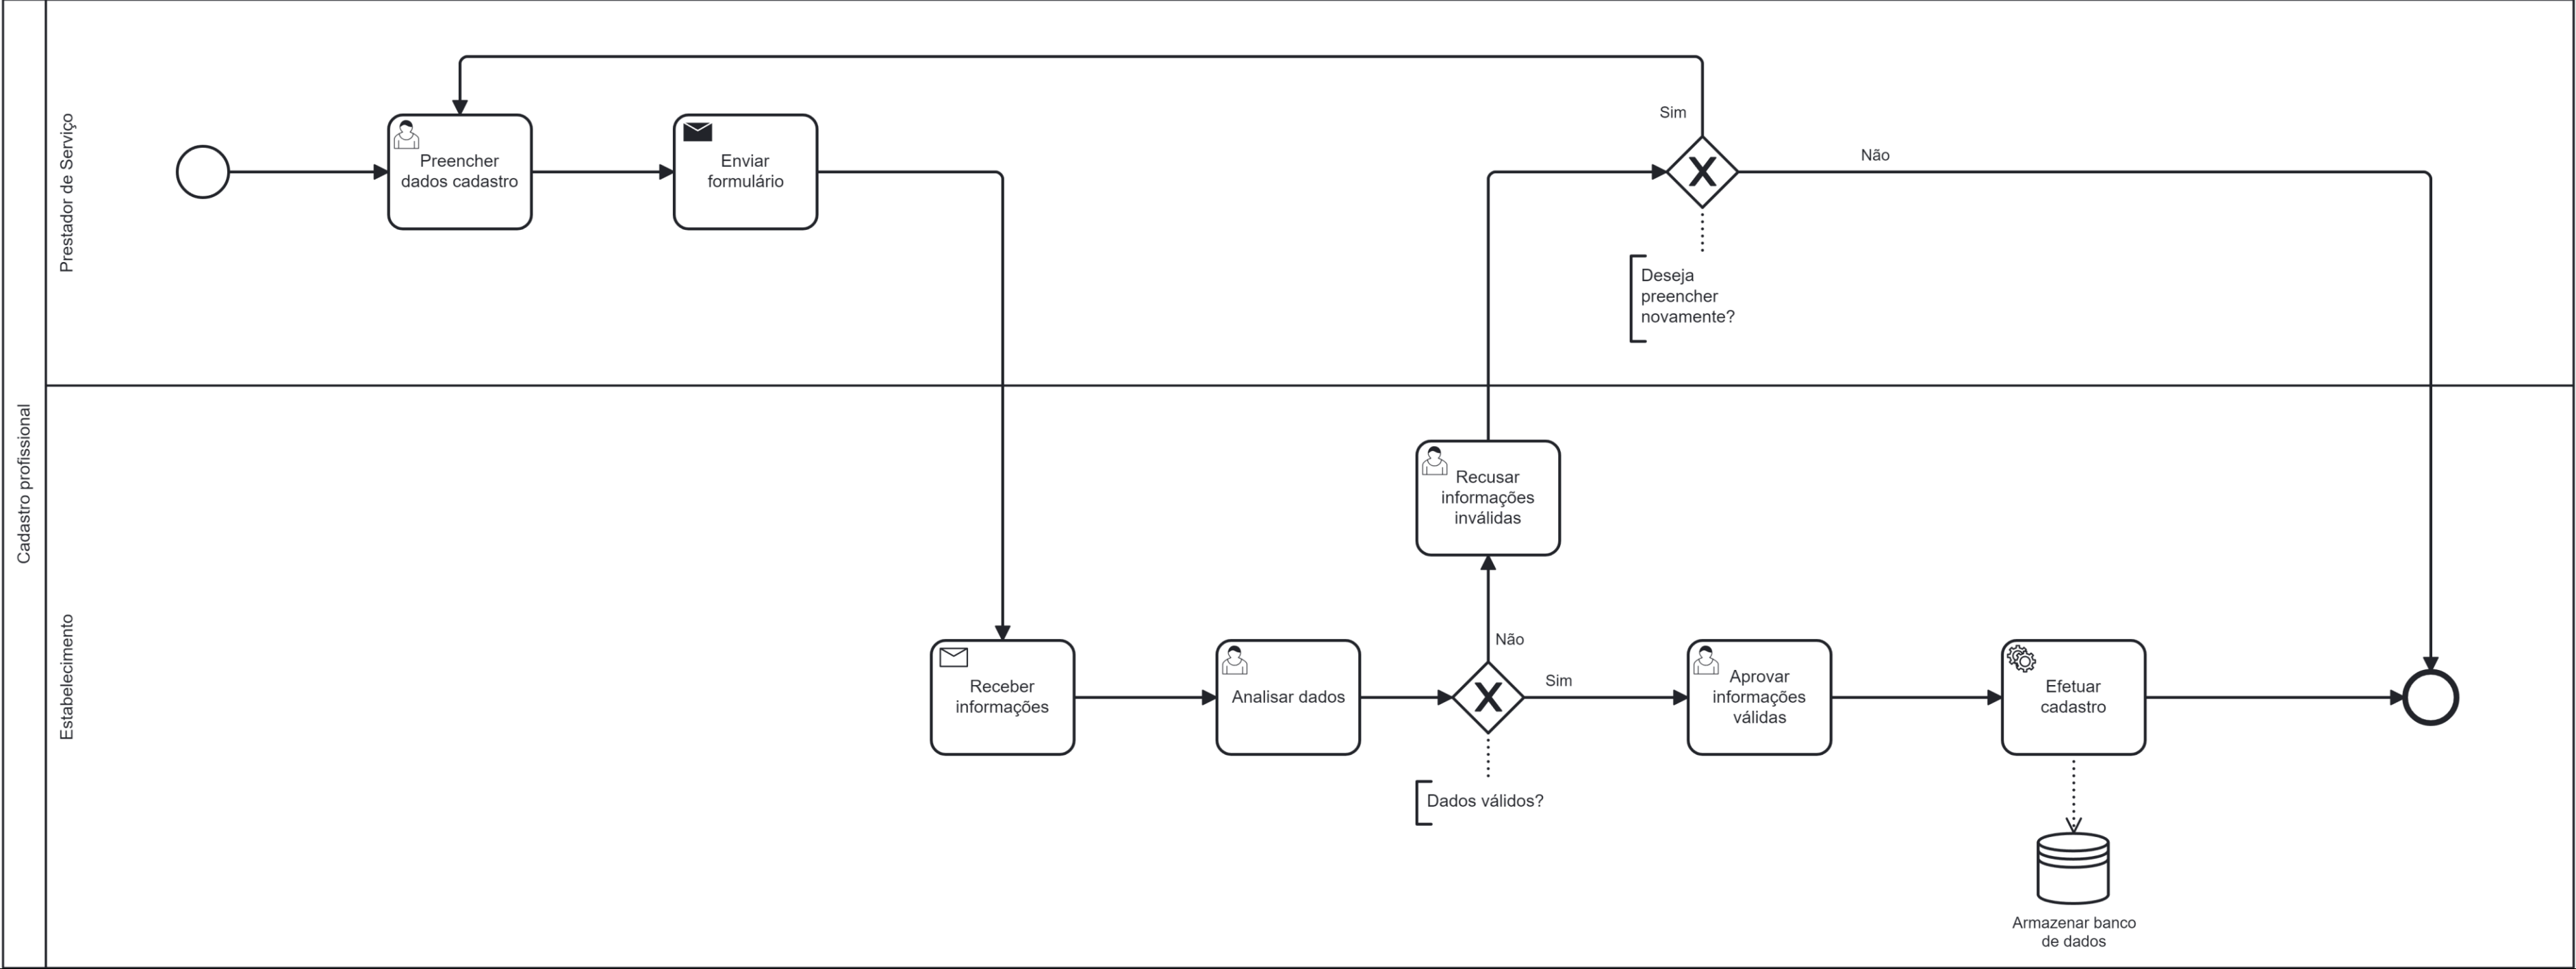 Cadastro profissional
Prestador de Serviço
Preencher
dados cadastro
Enviar
formulário
Sim
Não
Deseja
preencher
novamente?
Estabelecimento
Recusar
informações
inválidas
Não
Receber
informações
Analisar dados
Sim
Aprovar
informações
válidas
Efetuar
cadastro
Dados válidos?
Armazenar banco
de dados